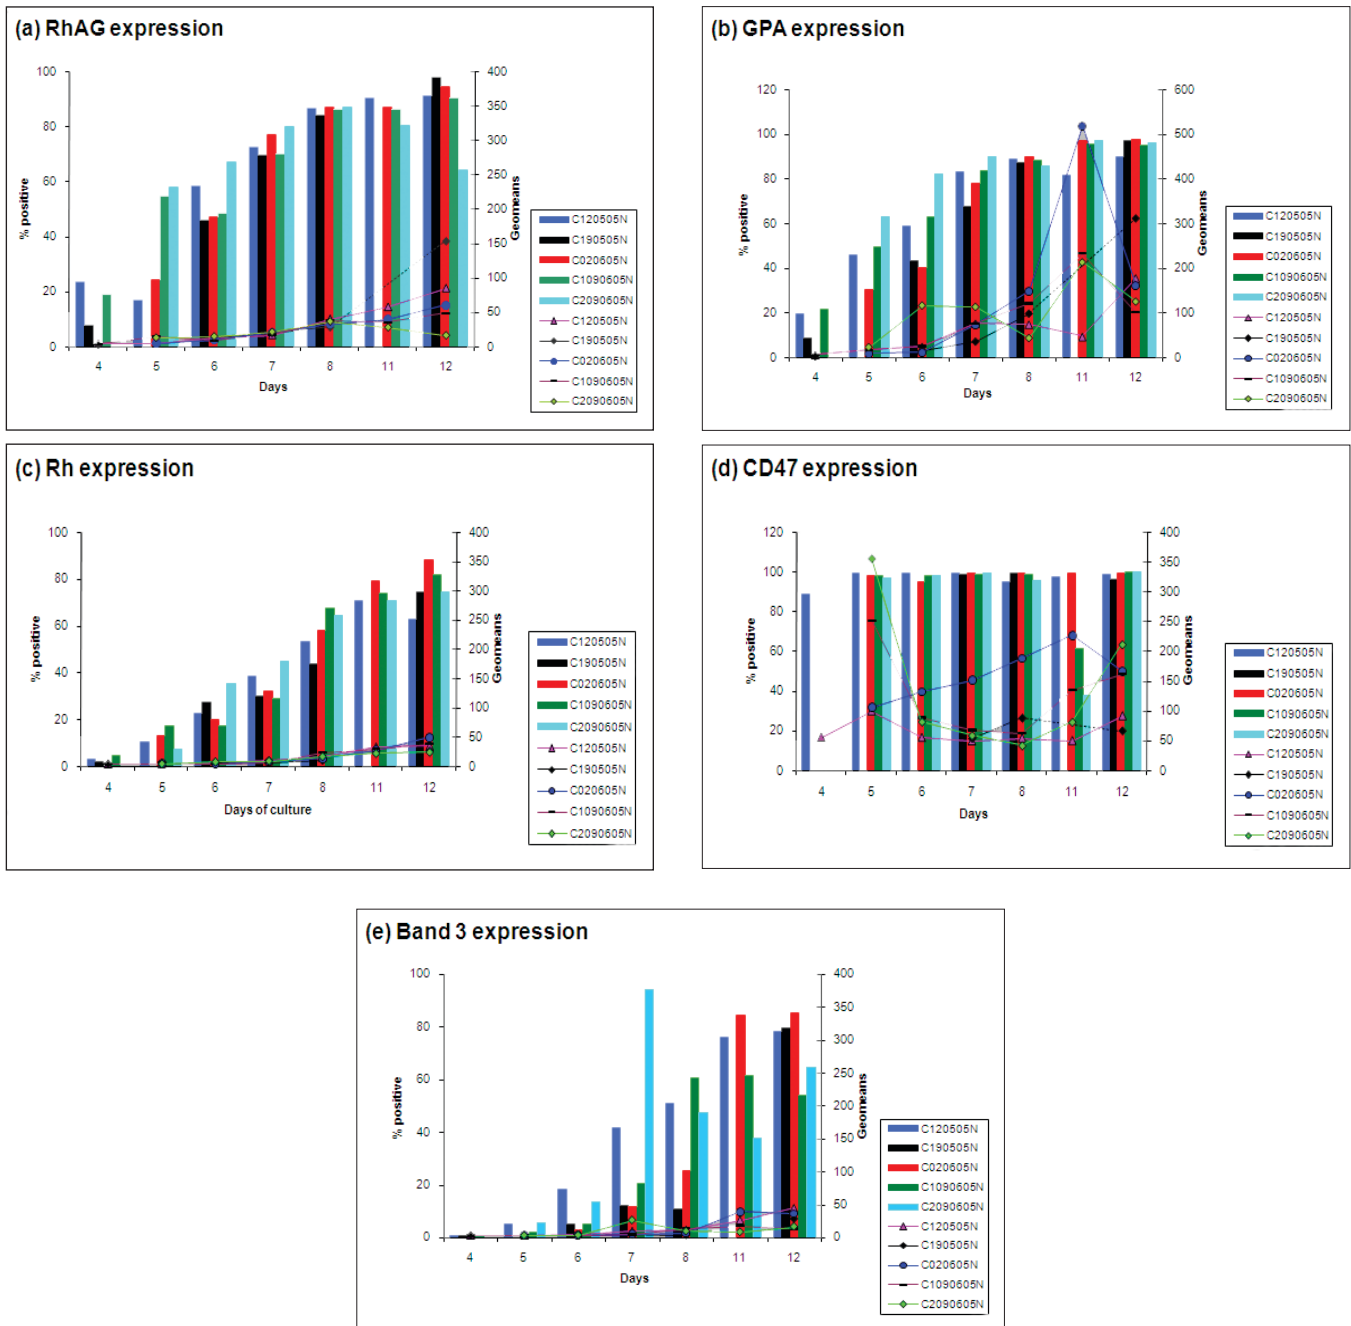 (a) RhAG expression
100
80
60
40
20
0
% positive
400
350
300
250
200
150
100
50
0
Geomeans
4 5 6 7 8 11 12
Days
C120505N
C190505N
C020605N
C1090605N
C2090605N
C120505N
C190505N
C020605N
C1090605N
C2090605N
(b) GPA expression
120
100
80
60
40
20
0
% positive
600
500
400
300
200
100
0
Geomeans
4 5 6 7 8 11 12
Days
C120505N
C190505N
C020605N
C1090605N
C2090605N
C120505N
C190505N
C020605N
C1090605N
C2090605N
(c) Rh expression
100
80
60
40
20
0
% positive
400
350
300
250
200
150
100
50
0
Geomeans
4 5 6 7 8 11 12
Days of culture
C120505N
C190505N
C020605N
C1090605N
C2090605N
C120505N
C190505N
C020605N
C1090605N
C2090605N
(d) CD47 expression
120
100
80
60
40
20
0
% positive
400
350
300
250
200
150
100
50
0
Geomeans
4 5 6 7 8 11 12
Days
C120505N
C190505N
C020605N
C1090605N
C2090605N
C120505N
C190505N
C020605N
C1090605N
C2090605N
(e) Band 3 expression
100
80
60
40
20
0
% positive
400
350
300
250
200
150
100
50
0
Geomeans
4 5 6 7 8 11 12
Days
C120505N
C190505N
C020605N
C1090605N
C2090605N
C120505N
C190505N
C020605N
C1090605N
C2090605N